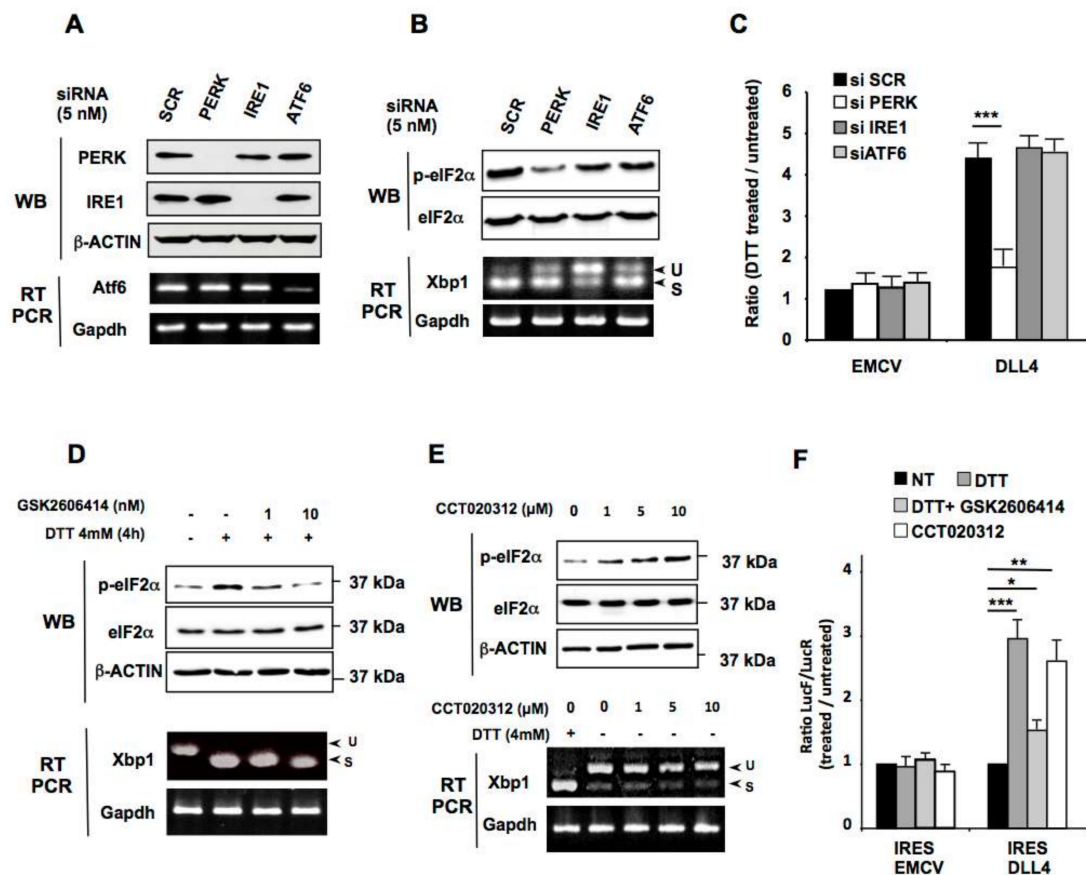 A
siRNA
(5 nM)
SCR PERK IRE1 ATF6
WB
PERK
IRE1
β-ACTIN
RT
PCR
Atf6
Gapdh
B
siRNA
(5 nM)
SCR PERK IRE1 ATF6
WB
p-eIF2α
eIF2α
RT
PCR
Xbp1
U
S
Gapdh
C
Ratio (DTT treated / untreated)
si SCR
si PERK
si IRE1
siATF6
***
6
5
4
3
2
1
0
EMCV DLL4
D
GSK2606414 (nM) - - 1 10
DTT 4mM (4h) - + + +
WB
p-eIF2α 37 kDa
eIF2α 37 kDa
β-ACTIN 37 kDa
RT
PCR
Xbp1
U
S
Gapdh
E
CCT020312 (μM) 0 1 5 10
WB
p-eIF2α 37 kDa
eIF2α 37 kDa
β-ACTIN 37 kDa
CCT020312 (μM) 0 0 1 5 10
DTT (4mM) + - - - -
RT
PCR
Xbp1
U
S
Gapdh
F
NT DTT
DTT+ GSK2606414
CCT020312
Ratio LucF/LucR
(treated / untreated)
**
*
***
4
3
2
1
0
IRES IRES
EMCV DLL4